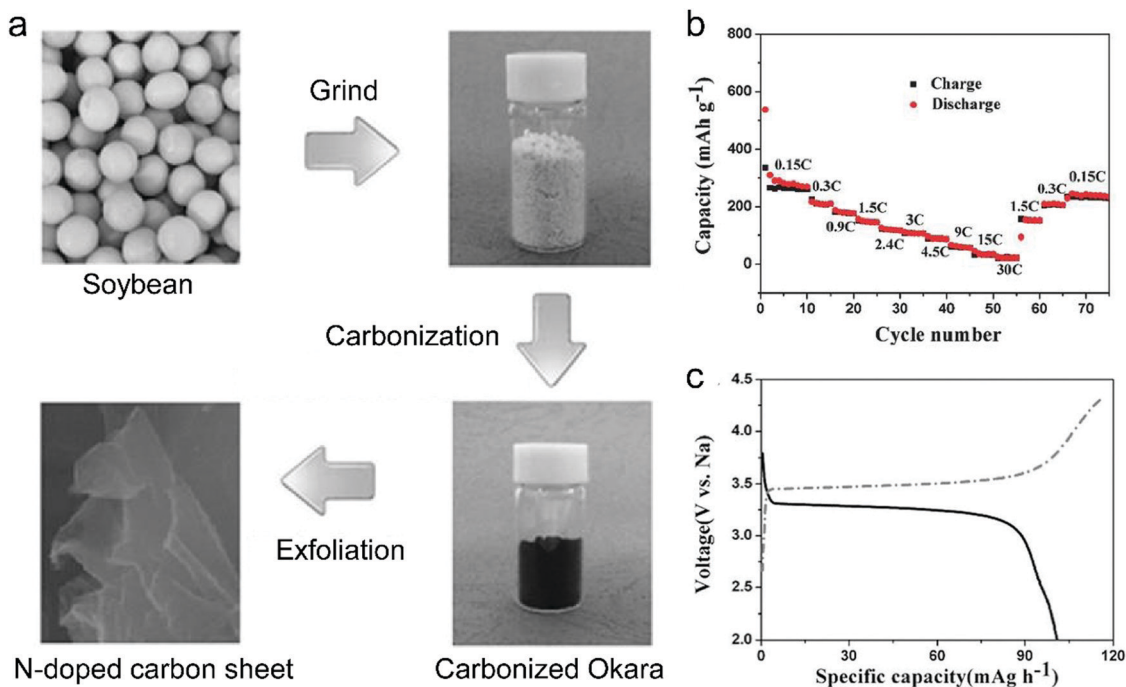 a
Grind
Soybean
Carbonization
Exfoliation
N-doped carbon sheet
Carbonized Okara
b
800
600
400
200
0
Capacity (mAh g⁻¹)
Charge
Discharge
0.15C
0.3C
0.9C
1.5C
2.4C
3C
4.5C
9C
15C
30C
1.5C
0.3C
0.15C
0 10 20 30 40 50 60 70
Cycle number
c
4.5
4.0
3.5
3.0
2.5
2.0
Voltage(V vs. Na)
0 30 60 90 120
Specific capacity(mAg h⁻¹)